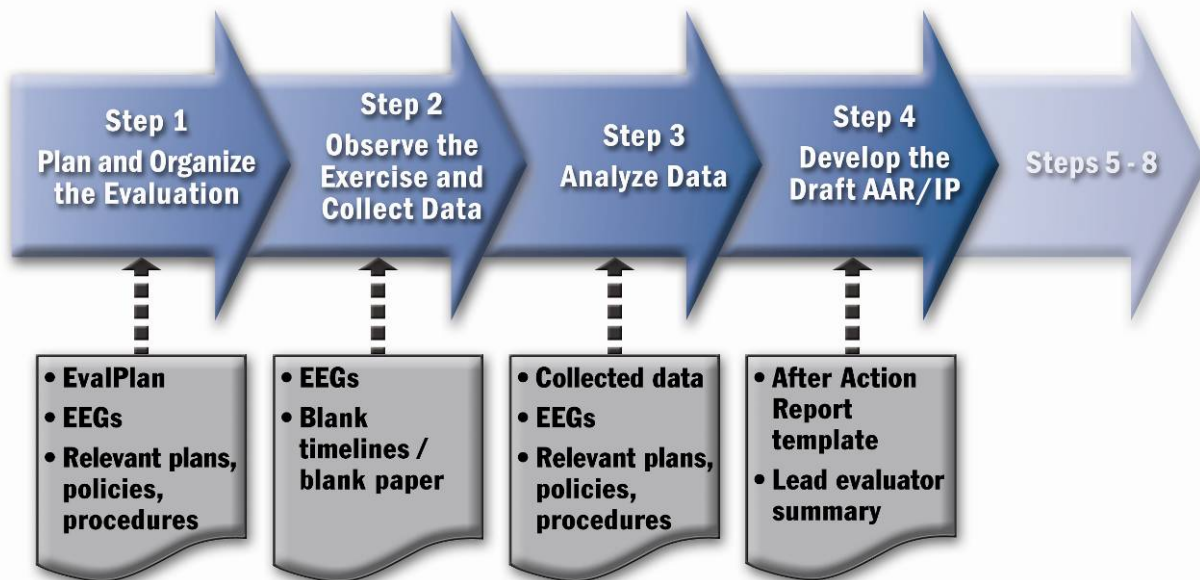 Step 1
Plan and Organize
the Evaluation
Step 2
Observe the
Exercise and
Collect Data
Step 3
Analyze Data
Step 4
Develop the
Draft AAR/IP
Steps 5 - 8
• EvalPlan
• EEGs
• Relevant plans,
policies,
procedures
• EEGs
• Blank
timelines /
blank paper
• Collected data
• EEGs
• Relevant plans,
policies,
procedures
• After Action
Report
template
• Lead evaluator
summary